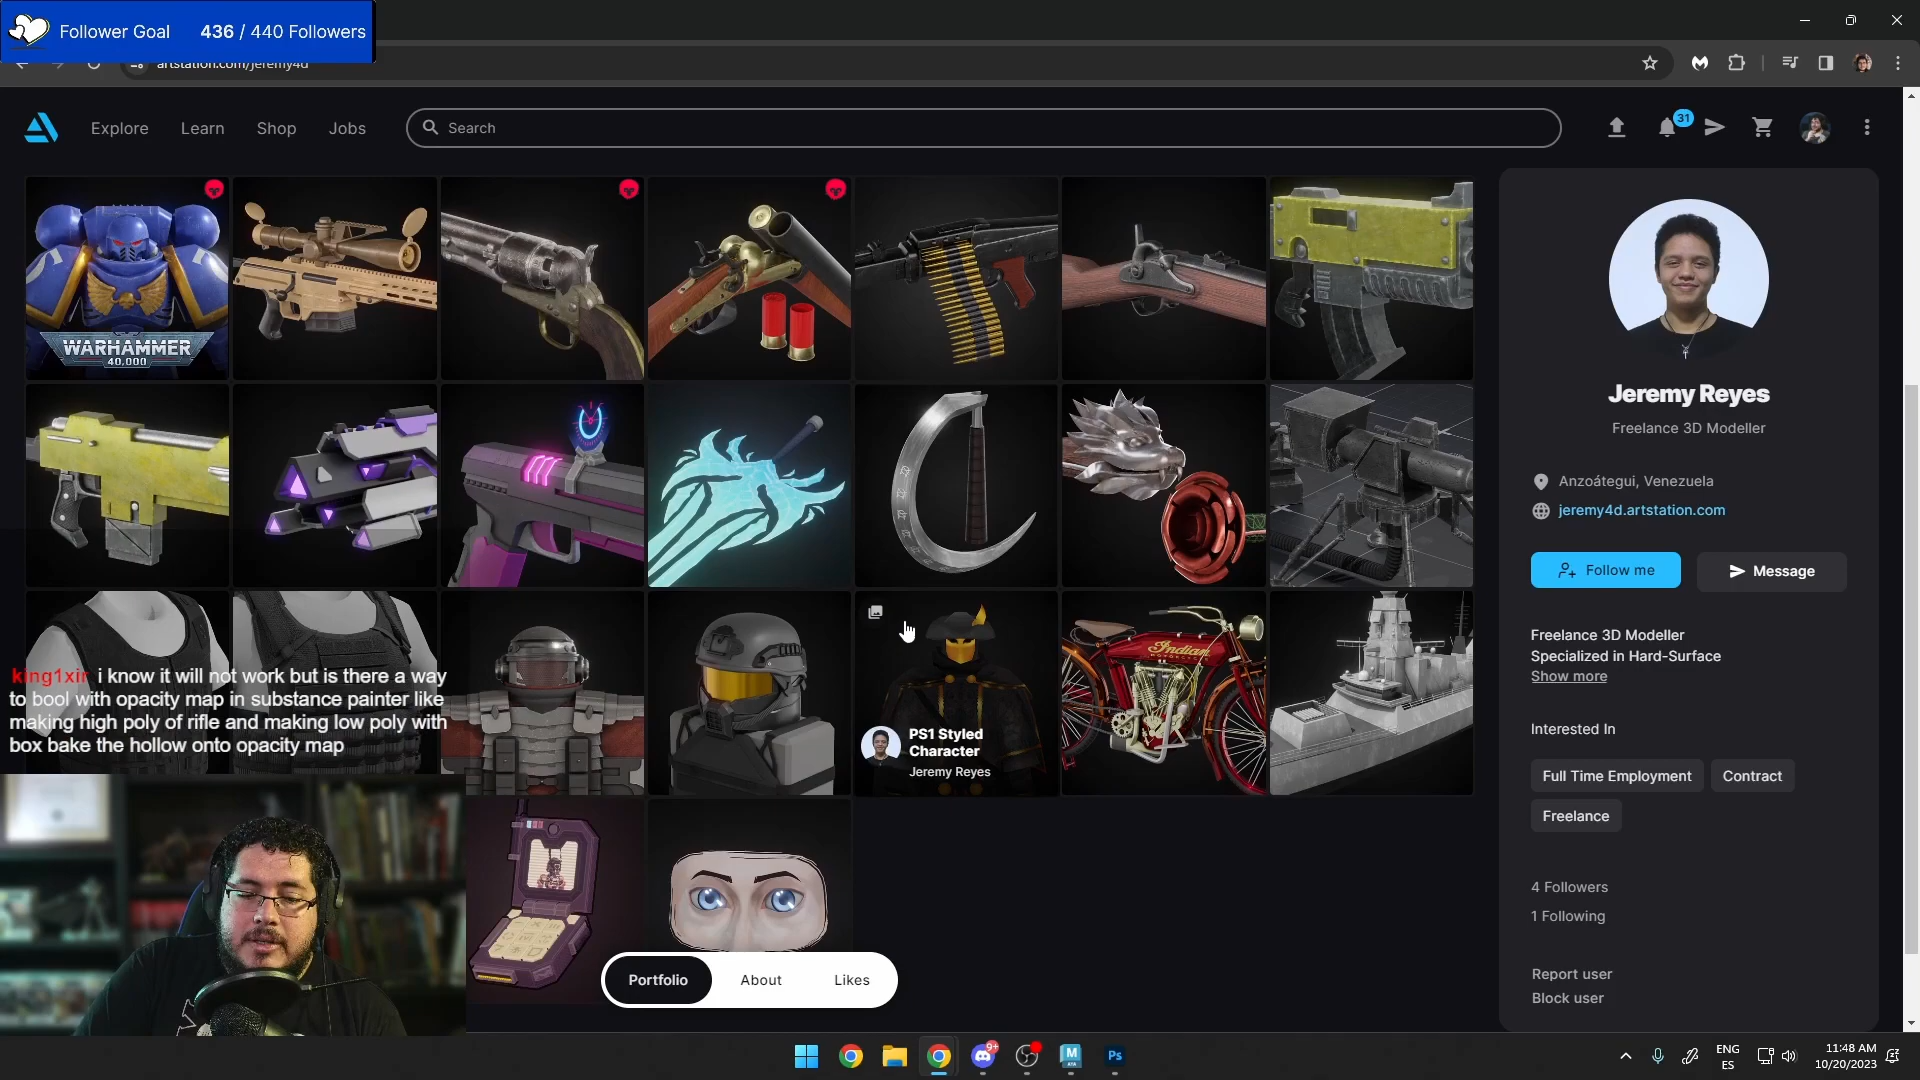 Follower Goal 436 / 440 Followers
artstation.com/jeremy4d
Explore Learn Shop Jobs Search 31
WARHAMMER
40,000
Indian
MOTOCYCLE
PS1 Styled
Character
Jeremy Reyes
king1xir i know it will not work but is there a way
to bool with opacity map in substance painter like
making high poly of rifle and making low poly with
box bake the hollow onto opacity map
Portfolio About Likes
Jeremy Reyes
Freelance 3D Modeller
Anzoátegui, Venezuela
jeremy4d.artstation.com
Follow me Message
Freelance 3D Modeller
Specialized in Hard-Surface
Show more
Interested In
Full Time Employment Contract
Freelance
4 Followers
1 Following
Report user
Block user
9+
M
Ps
ENG
ES
11:48 AM
10/20/2023